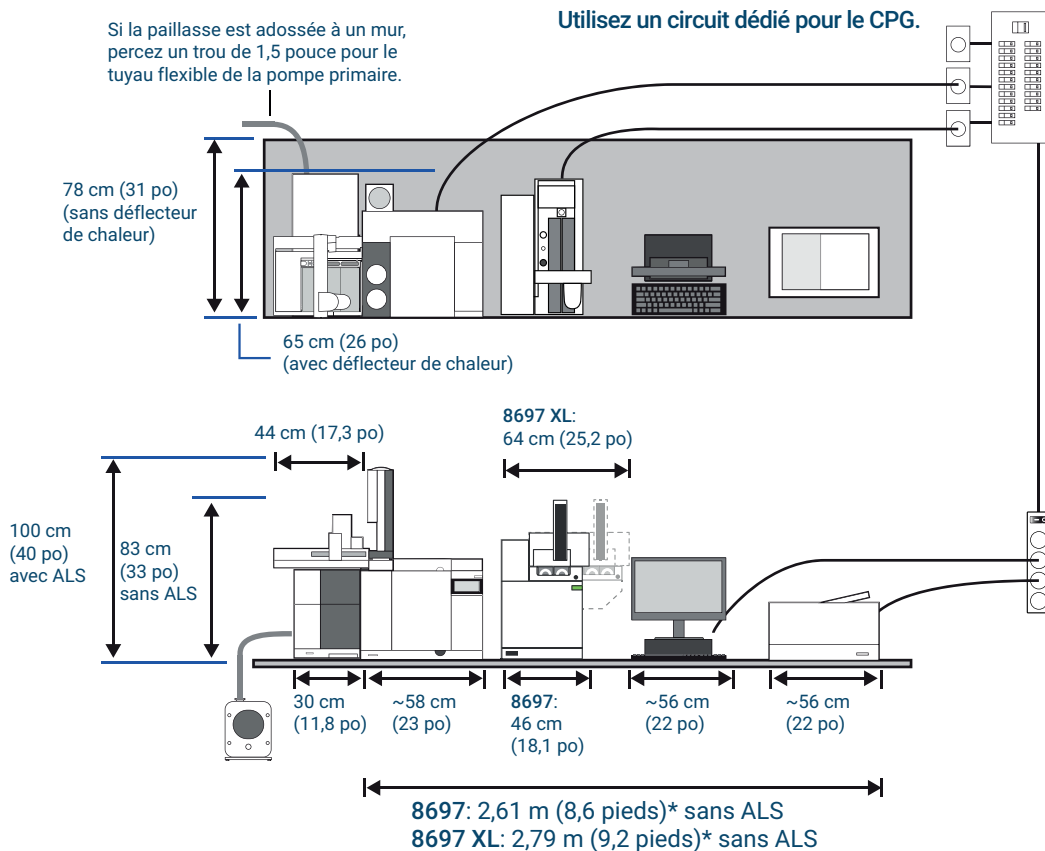 Si la paillasse est adossée à un mur,
percez un trou de 1,5 pouce pour le
tuyau flexible de la pompe primaire.
Utilisez un circuit dédié pour le CPG.
78 cm (31 po)
(sans déflecteur
de chaleur)
65 cm (26 po)
(avec déflecteur de chaleur)
44 cm (17,3 po)
8697 XL:
64 cm (25,2 po)
100 cm
(40 po)
avec ALS
83 cm
(33 po)
sans ALS
30 cm
(11,8 po)
~58 cm
(23 po)
8697:
46 cm
(18,1 po)
~56 cm
(22 po)
~56 cm
(22 po)
8697: 2,61 m (8,6 pieds)* sans ALS
8697 XL: 2,79 m (9,2 pieds)* sans ALS